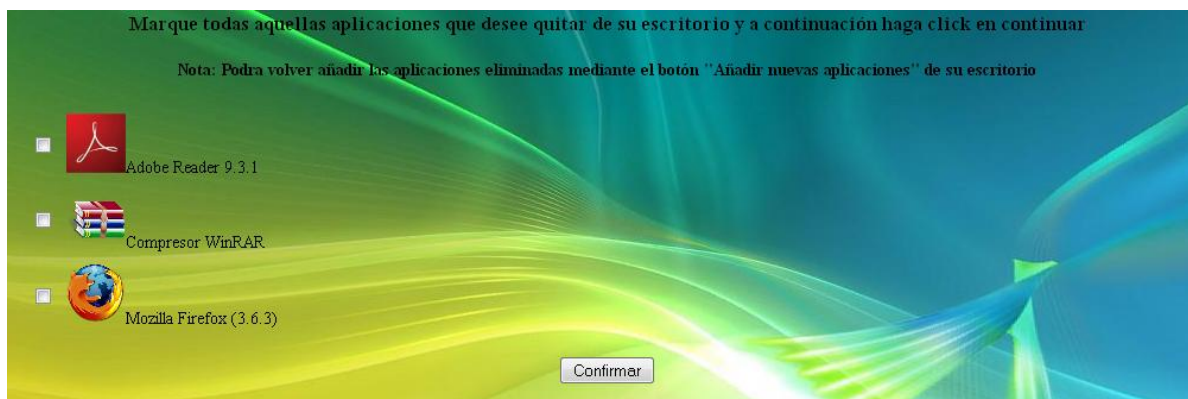 Marque todas aquellas aplicaciones que desee quitar de su escritorio y a continuación haga click en continuar
Nota: Podra volver añadir las aplicaciones eliminadas mediante el botón "Añadir nuevas aplicaciones" de su escritorio
Adobe Reader 9.3.1
Compresor WinRAR
Mozilla Firefox (3.6.3)
Confirmar